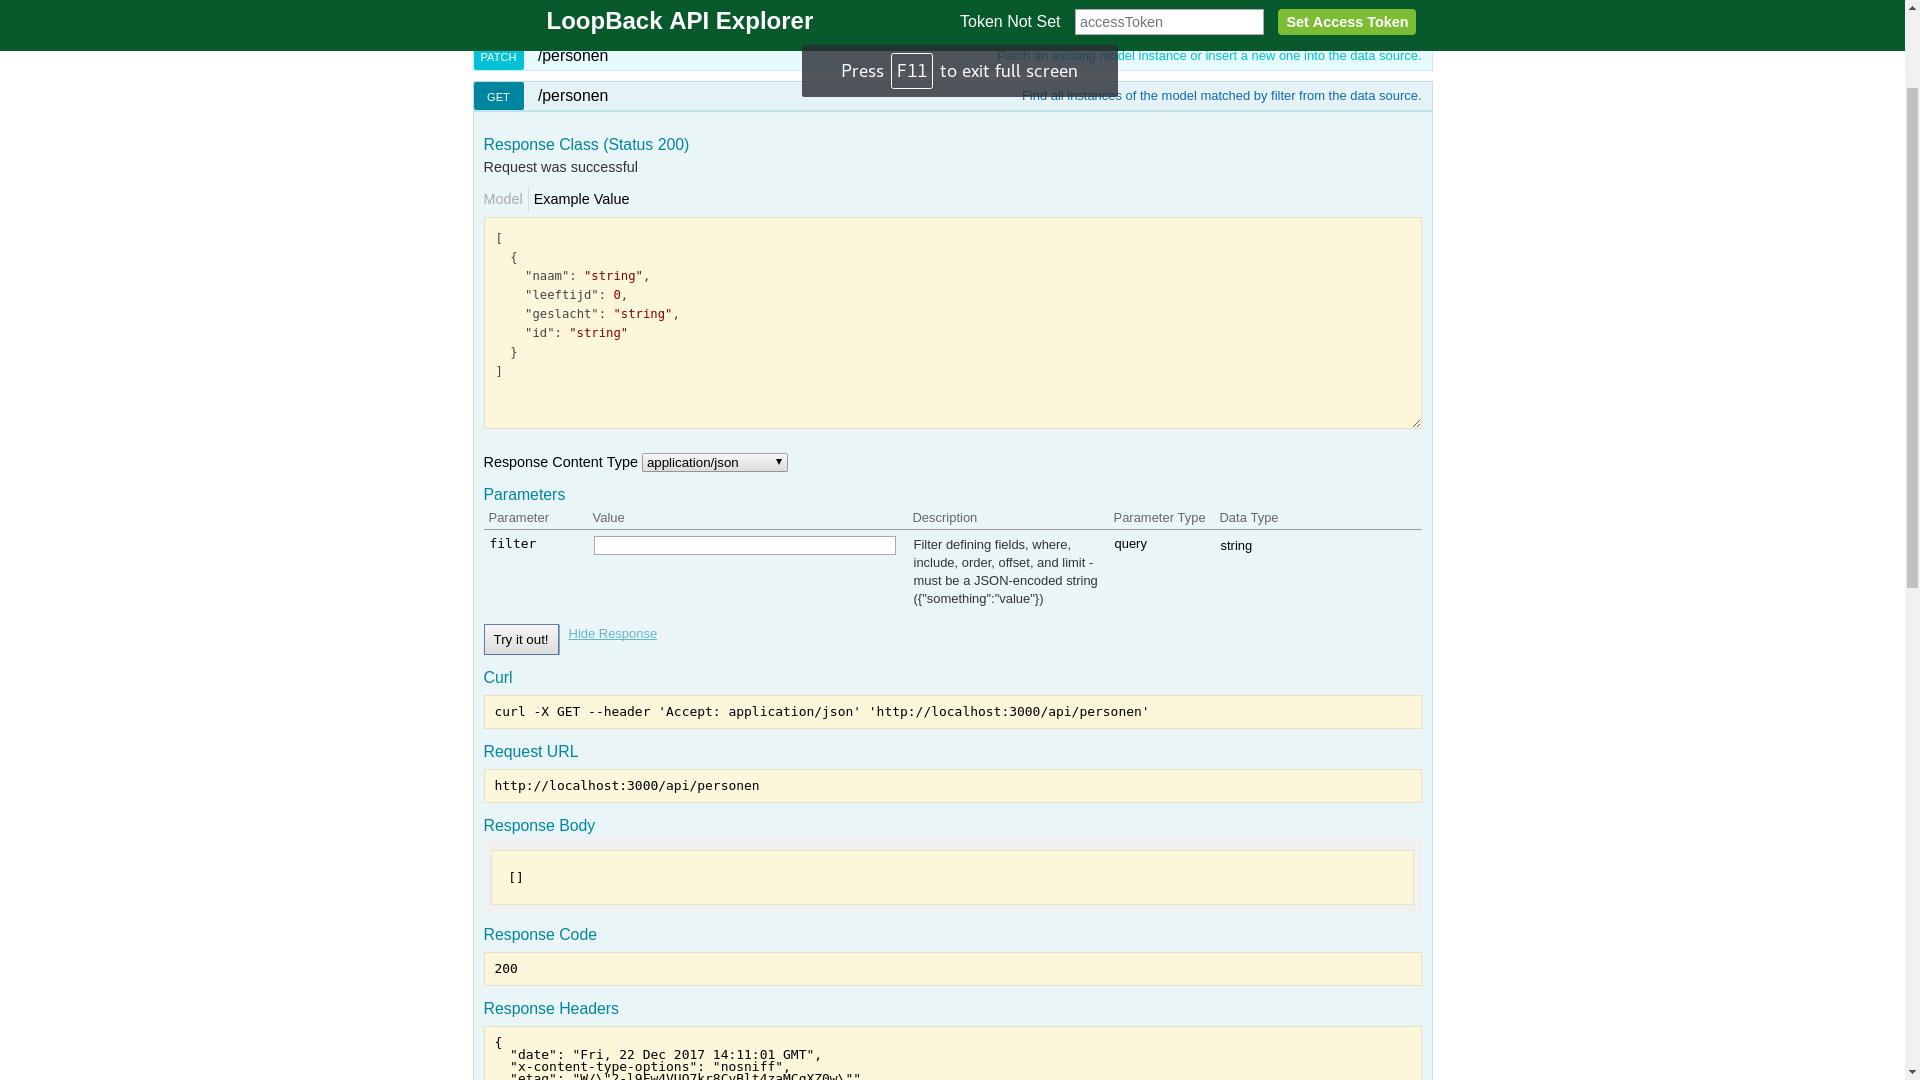 LoopBack API Explorer
Token Not Set
accessToken
Set Access Token
PATCH
/personen
Patch an existing model instance or insert a new one into the data source.
Press F11 to exit full screen
GET
/personen
Find all instances of the model matched by filter from the data source.
Response Class (Status 200)
Request was successful
Model Example Value
[
{
"naam": "string",
"leeftijd": 0,
"geslacht": "string",
"id": "string"
}
]
Response Content Type application/json
Parameters
Parameter Value Description Parameter Type Data Type
filter
Filter defining fields, where,
include, order, offset, and limit -
must be a JSON-encoded string
({"something":"value"})
query
string
Try it out! Hide Response
Curl
curl -X GET --header 'Accept: application/json' 'http://localhost:3000/api/personen'
Request URL
http://localhost:3000/api/personen
Response Body
[]
Response Code
200
Response Headers
{
"date": "Fri, 22 Dec 2017 14:11:01 GMT",
"x-content-type-options": "nosniff",